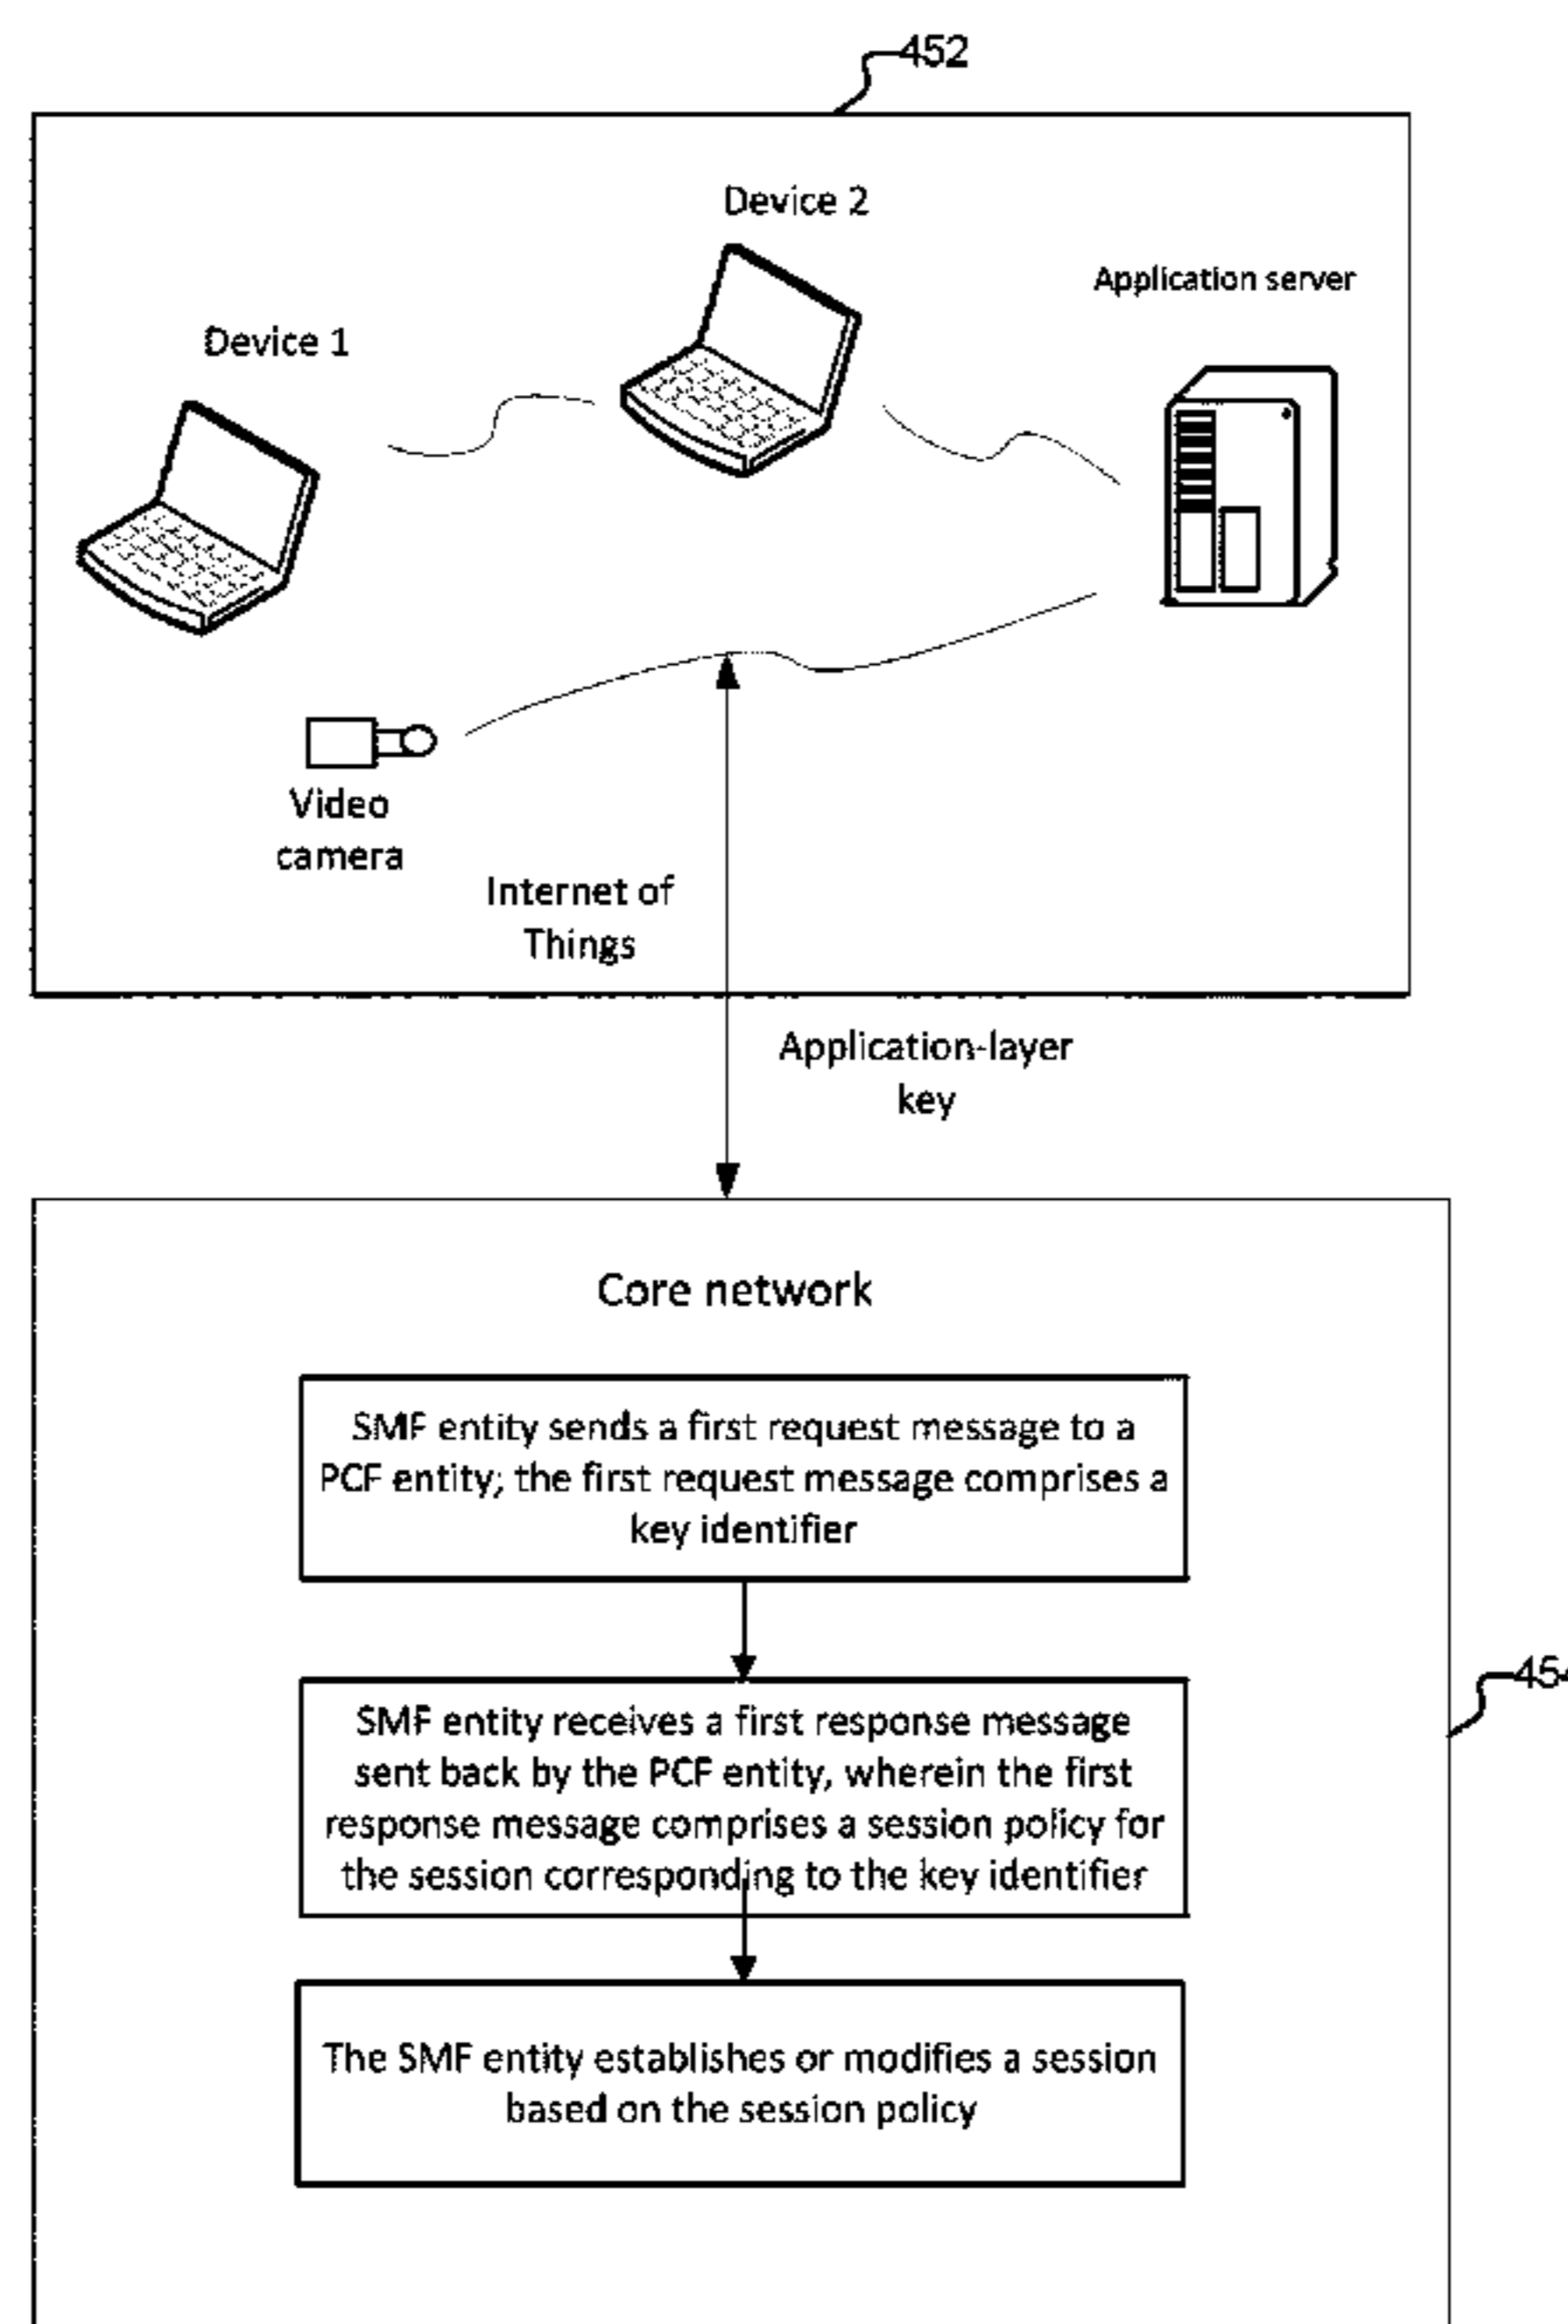 452
Device 2
Application server
Device 1
Video
camera
Internet of
Things
Application-layer
key
Core network
SMF entity sends a first request message to a
PCF entity; the first request message comprises a
key identifier
SMF entity receives a first response message
sent back by the PCF entity, wherein the first
response message comprises a session policy for
the session corresponding to the key identifier
The SMF entity establishes or modifies a session
based on the session policy